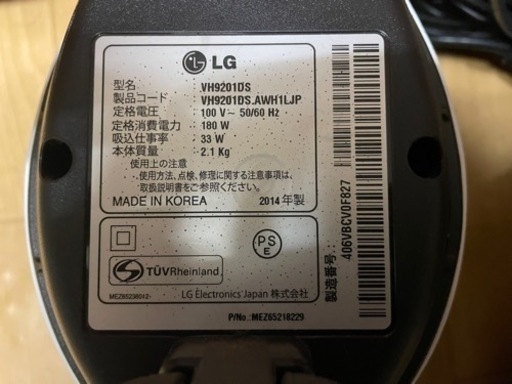 LG
型名 : VH9201DS
製品コード : VH9201DS.AWH1LJP
定格電圧 : 100 V ~ 50/60 Hz
定格消費電力 : 180 W
吸込仕事率 : 33 W
本体質量 : 2.1 Kg
使用上の注意
・使用方法、点検、修理に関する注意事項は、
取扱説明書をご参照ください。
MADE IN KOREA 2014 年製
PS
E
TÜVRheinland
MEZ65238042-
LG Electronics Japan 株式会社
P/No.:MEZ65218229
製造番号: 406VBCV0F827